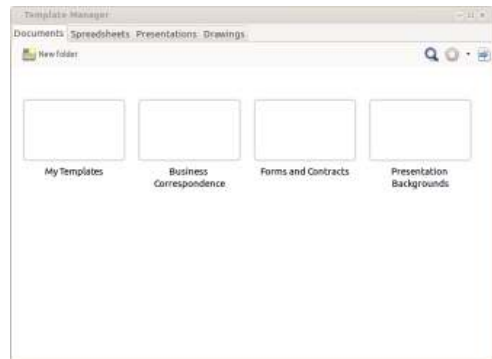 Template Manager
Documents Spreadsheets Presentations Drawings
New folder
My Templates
Business
Correspondence
Forms and Contracts
Presentation
Backgrounds